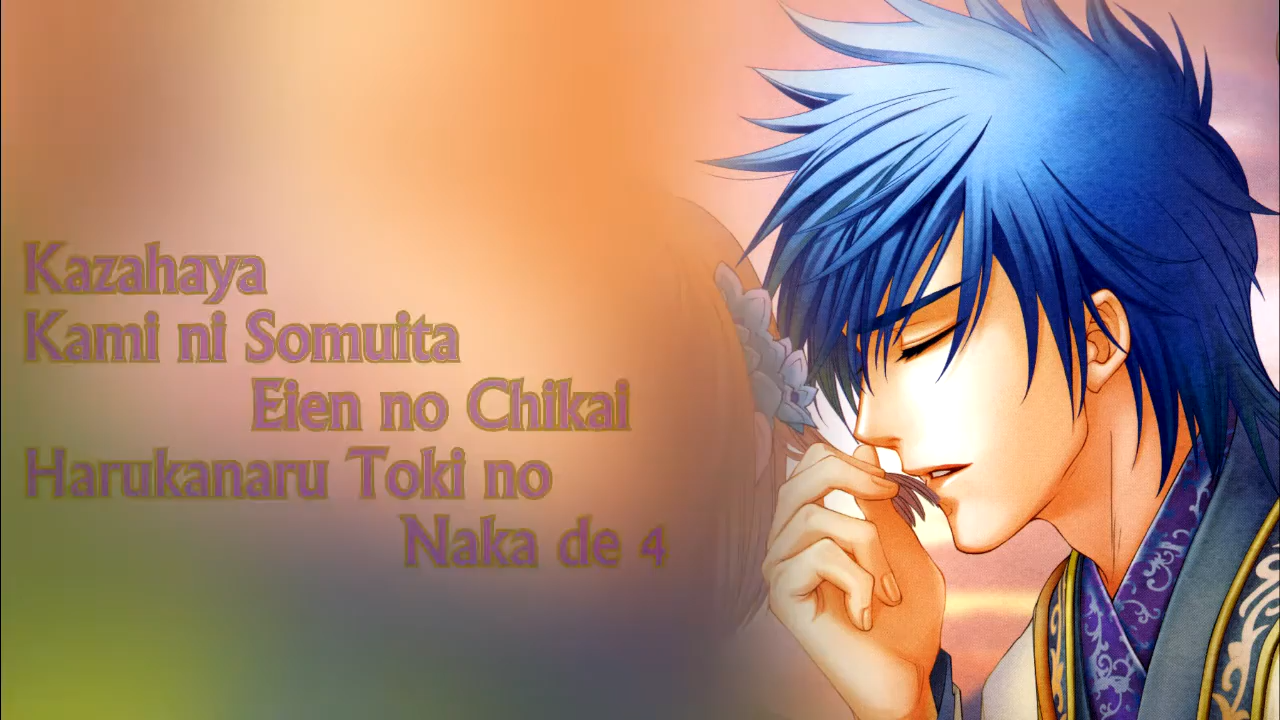 Kazahaya
Kami ni Somuita
Eien no Chikai
Harukanaru Toki no
Naka de 4